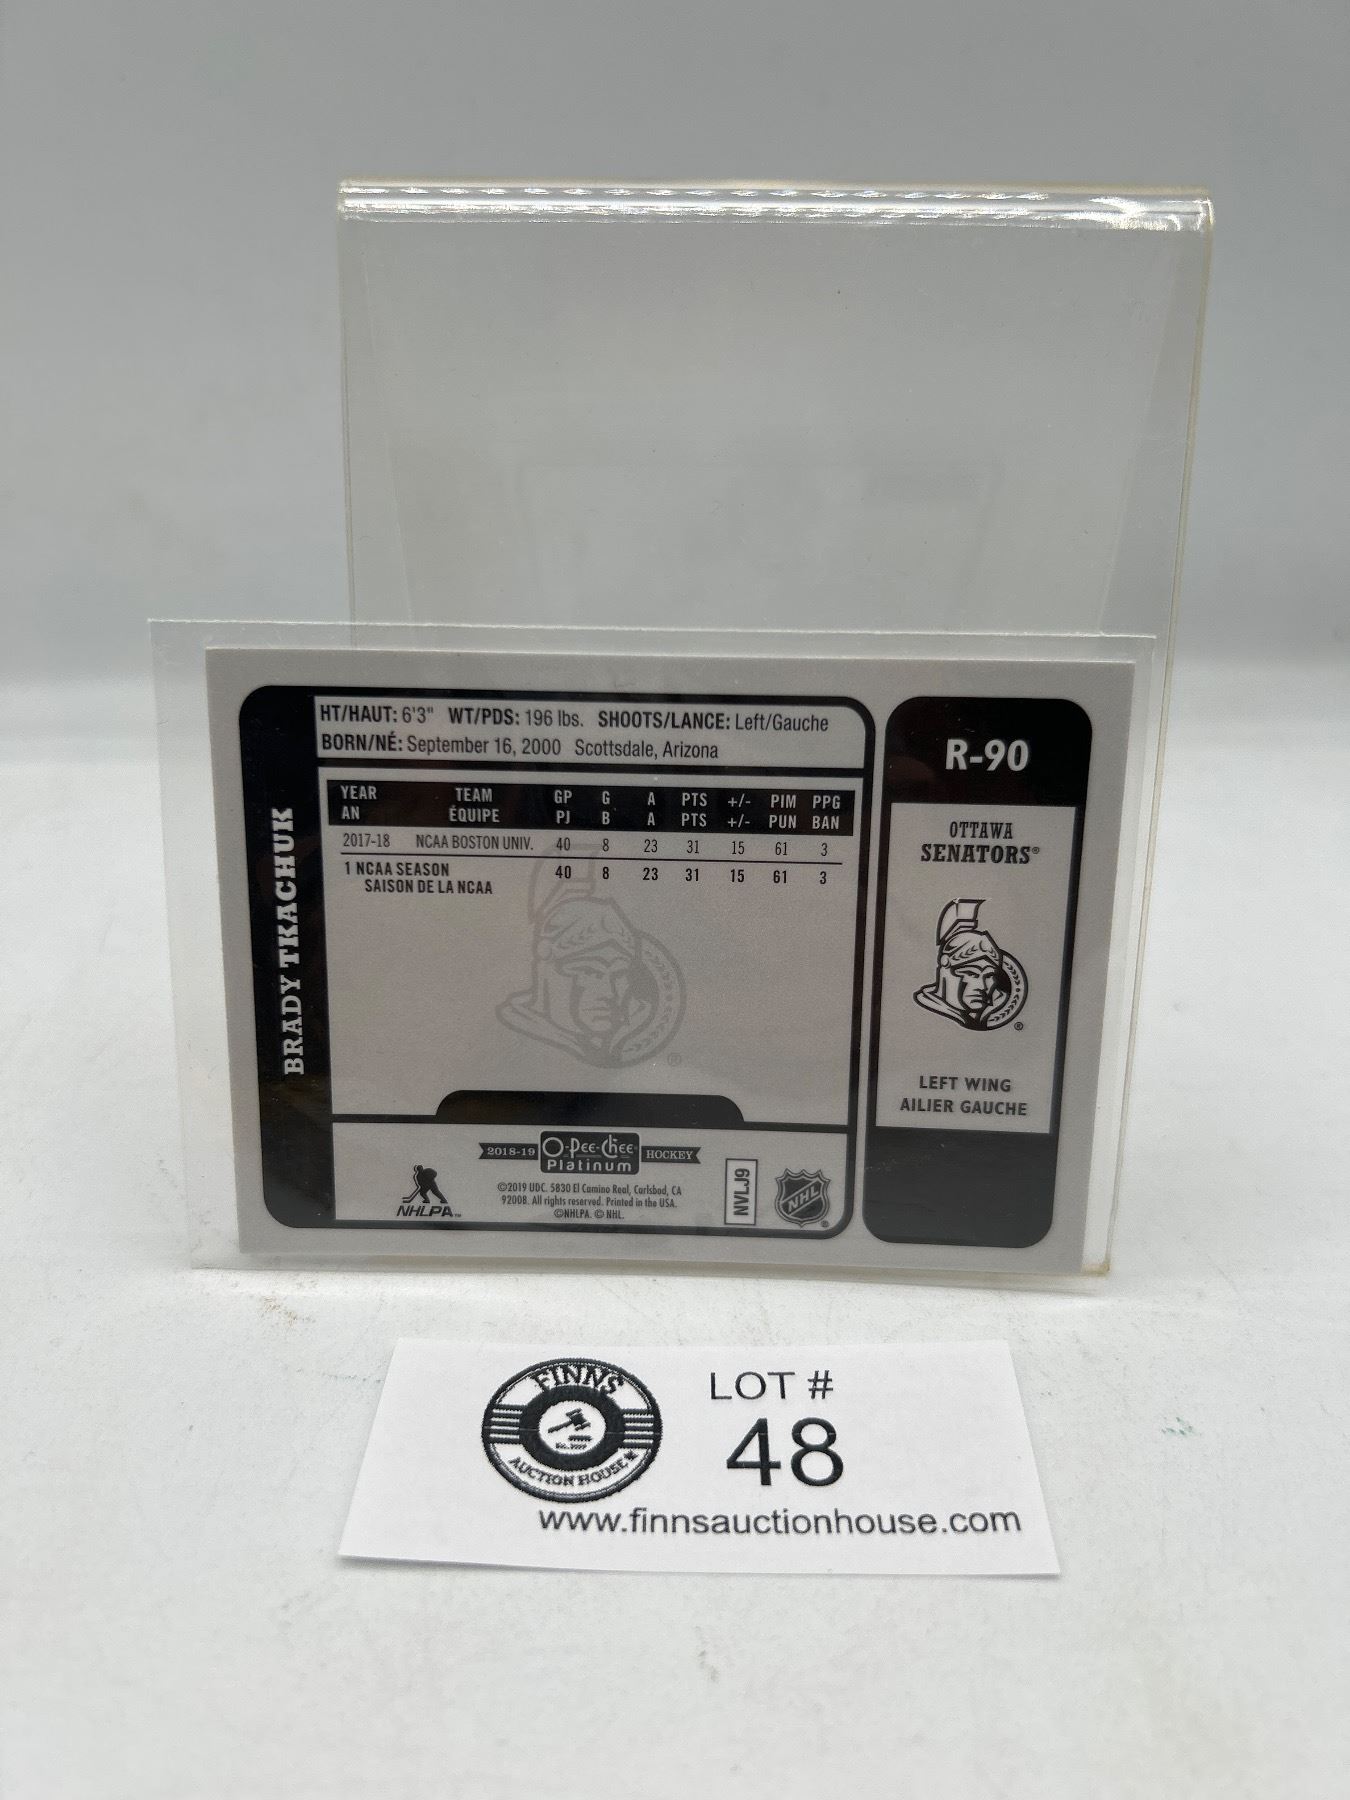 HT/HAUT: 6'3" WT/PDS: 196 lbs. SHOOTS/LANCE: Left/Gauche
BORN/NÉ: September 16, 2000 Scottsdale, Arizona
YEAR TEAM GP G A PTS +/- PIM PPG
AN ÉQUIPE PJ B A PTS +/- PUN BAN
2017-18 NCAA BOSTON UNIV. 40 8 23 31 15 61 3
1 NCAA SEASON 40 8 23 31 15 61 3
SAISON DE LA NCAA
BRADY TKACHUK
R-90
OTTAWA
SENATORS®
®
®
LEFT WING
AILIER GAUCHE
2018-19 O-Pee-Chee HOCKEY
Platinum
©2019 UDC. 5830 El Camino Real, Carlsbad, CA
92008. All rights reserved. Printed in the USA.
©NHLPA. © NHL.
NHLPA™
NVLJ9
NHL
®
FINNS
AUCTION HOUSE
LOT #
48
www.finnsauctionhouse.com